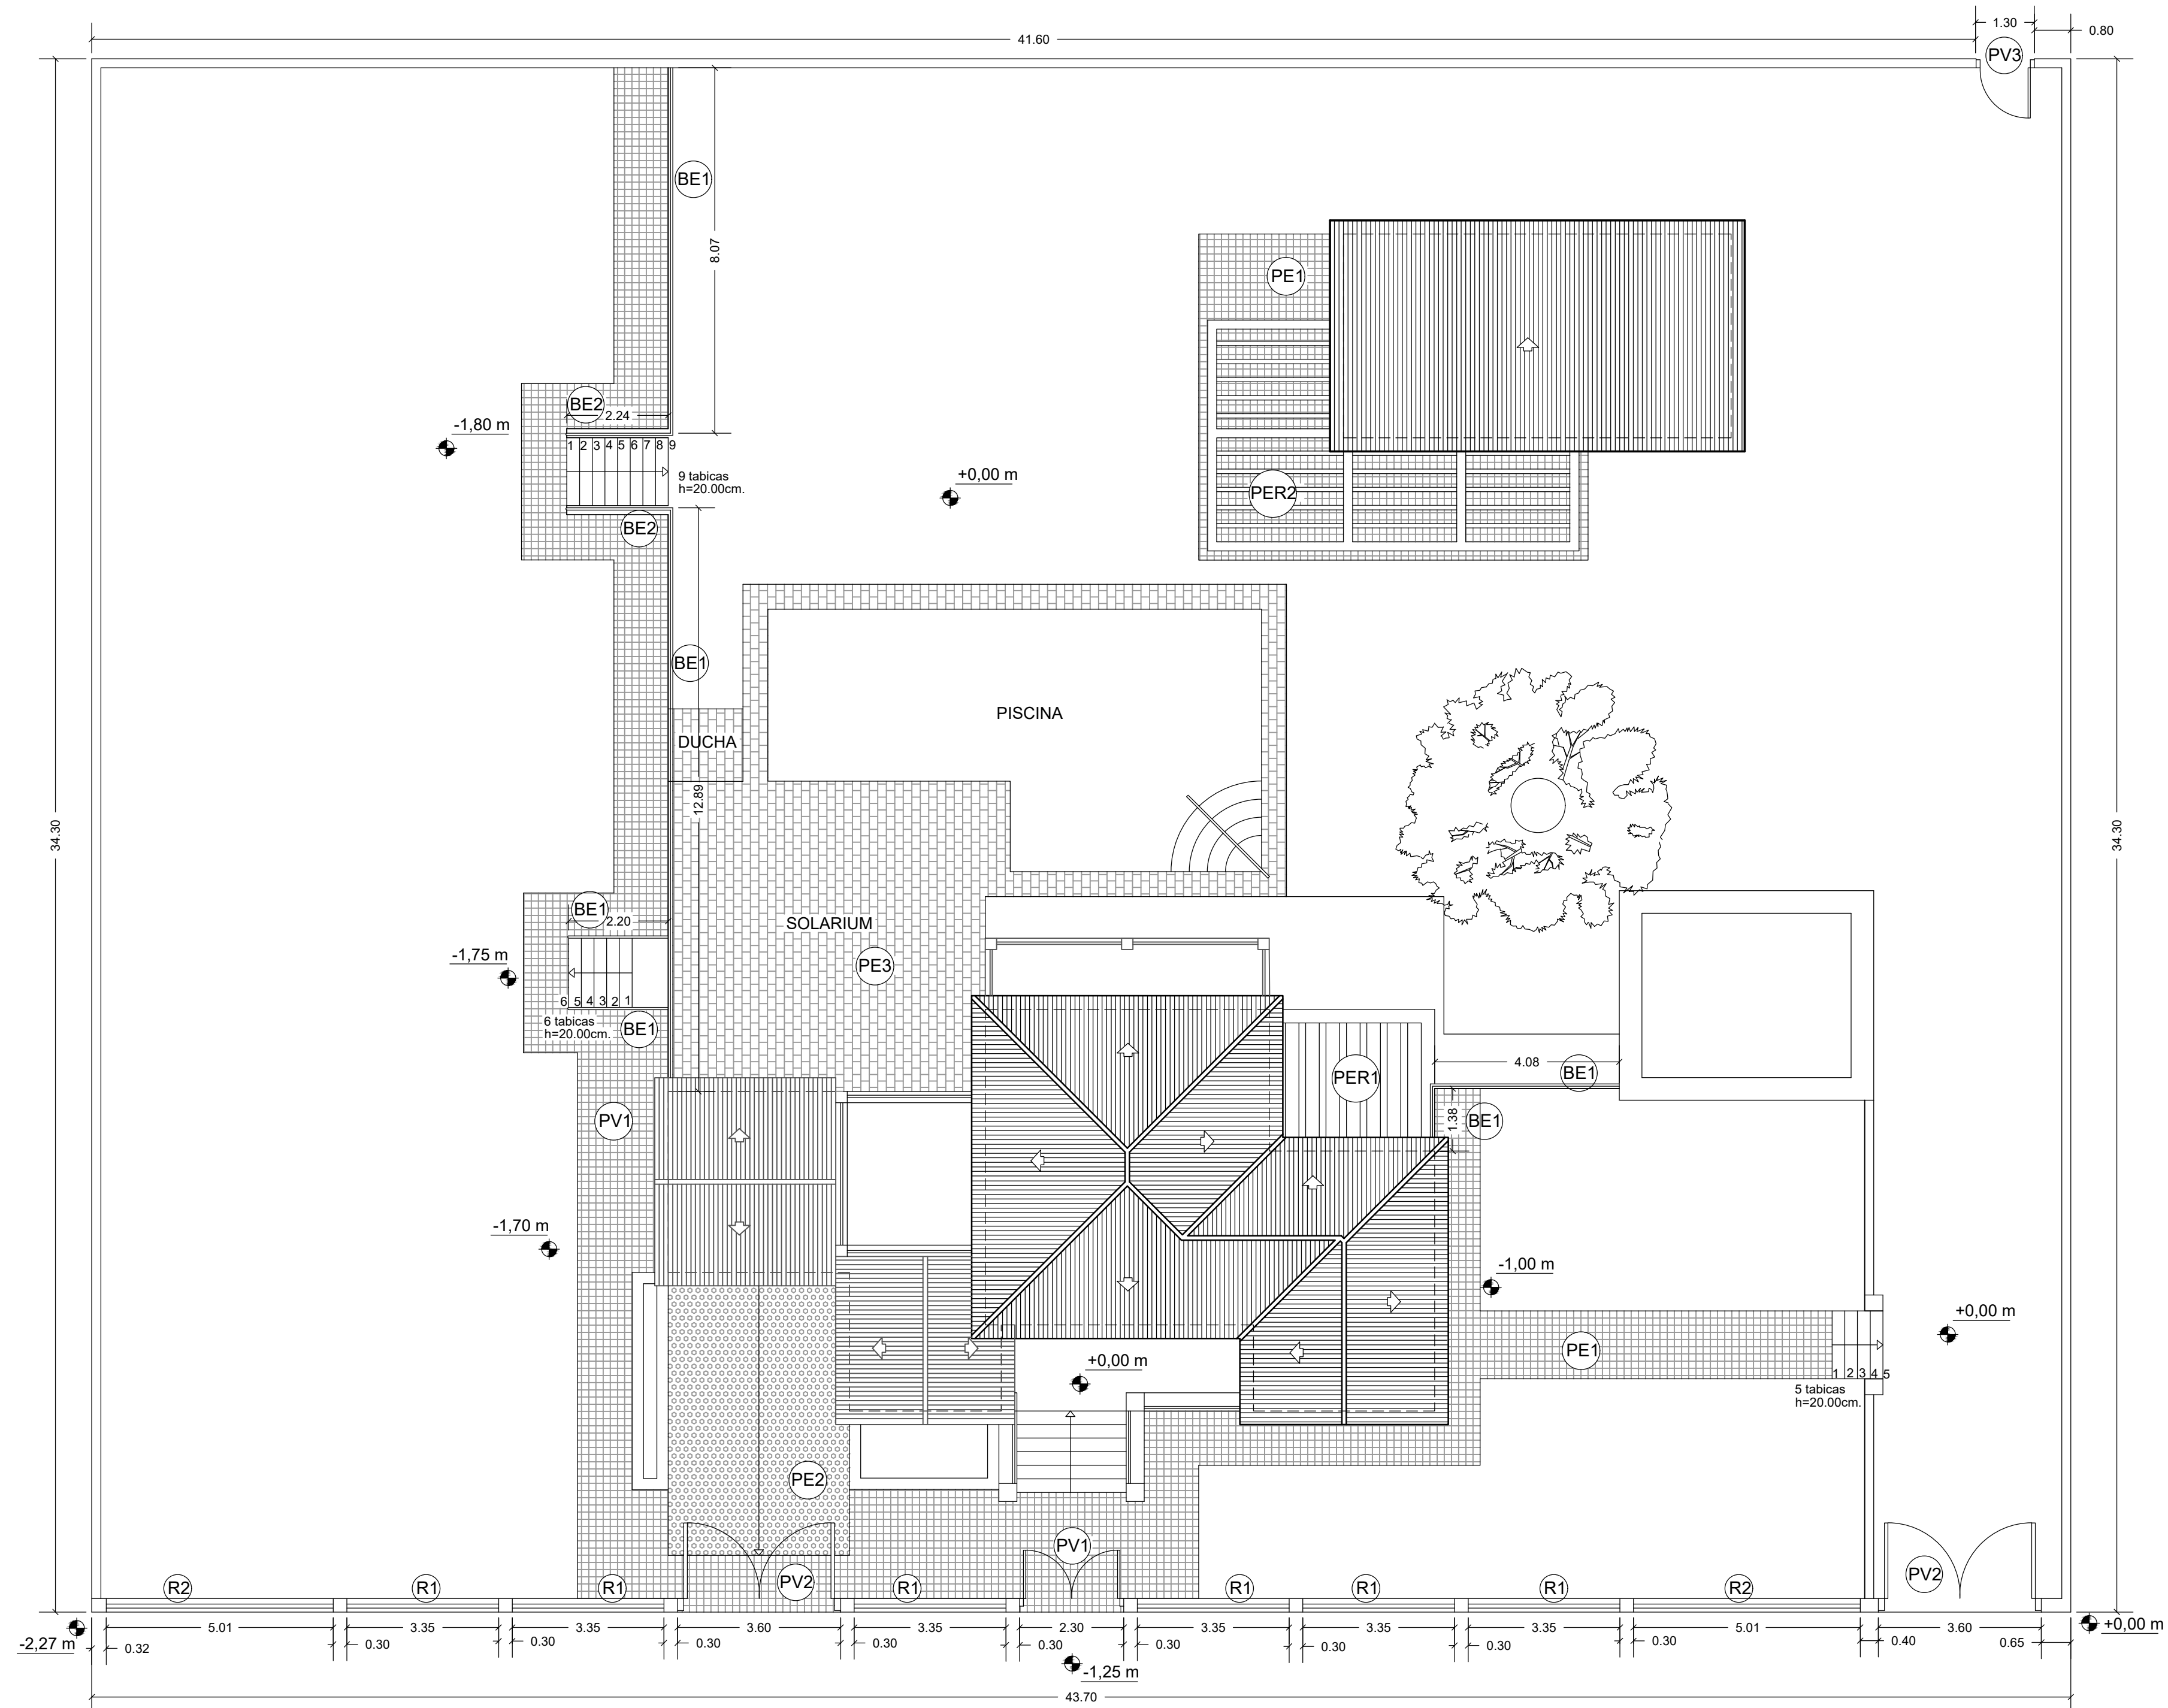 1.30
41.60
0.80
PV3
BE1
8.07
PE1
BE2
2.24
-1,80 m
1 2 3 4 5 6 7 8 9
9 tabicas
h=20.00cm.
+0,00 m
PER2
BE2
BE1
PISCINA
DUCHA
12.89
34.30
34.30
BE1
2.20
SOLARIUM
-1,75 m
PE3
6 5 4 3 2 1
6 tabicas
h=20.00cm.
BE1
4.08
BE1
PER1
PV1
1.38
BE1
-1,70 m
-1,00 m
+0,00 m
PE1
+0,00 m
1 2 3 4 5
5 tabicas
h=20.00cm.
PE2
PV1
PV2
PV2
R2
R1
R1
R1
R1
R1
R1
R2
5.01
3.35
3.35
3.60
3.35
2.30
3.35
3.35
3.35
5.01
3.60
+0,00 m
-2,27 m
0.32
0.30
0.30
0.30
0.30
0.30
0.30
0.30
0.30
0.30
0.40
0.65
-1,25 m
43.70